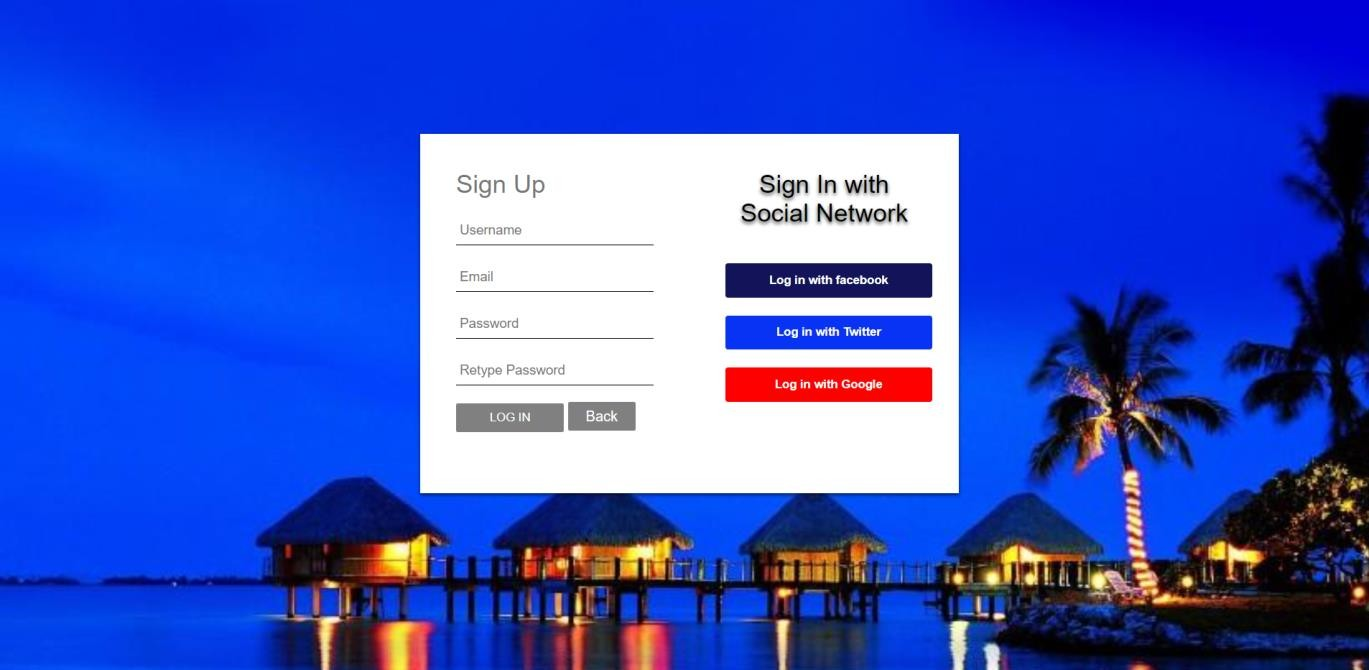 Sign Up
Username
Email
Password
Retype Password
LOG IN
Back
Sign In with
Social Network
Log in with facebook
Log in with Twitter
Log in with Google